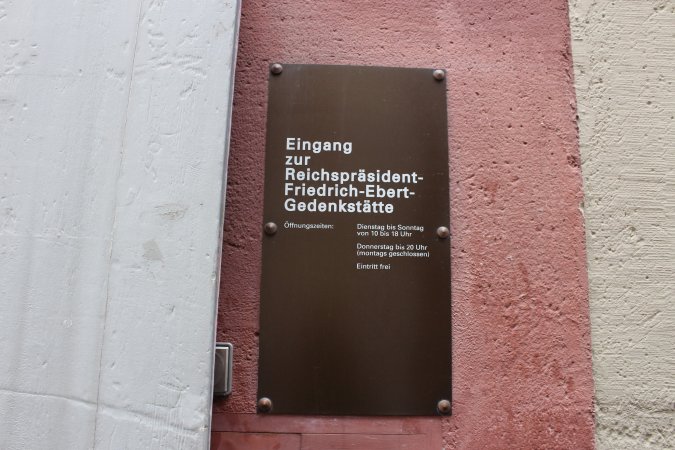 Eingang
zur
Reichspräsident-
Friedrich-Ebert-
Gedenkstätte
Öffnungszeiten:
Dienstag bis Sonntag
von 10 bis 18 Uhr
Donnerstag bis 20 Uhr
(montags geschlossen)
Eintritt frei